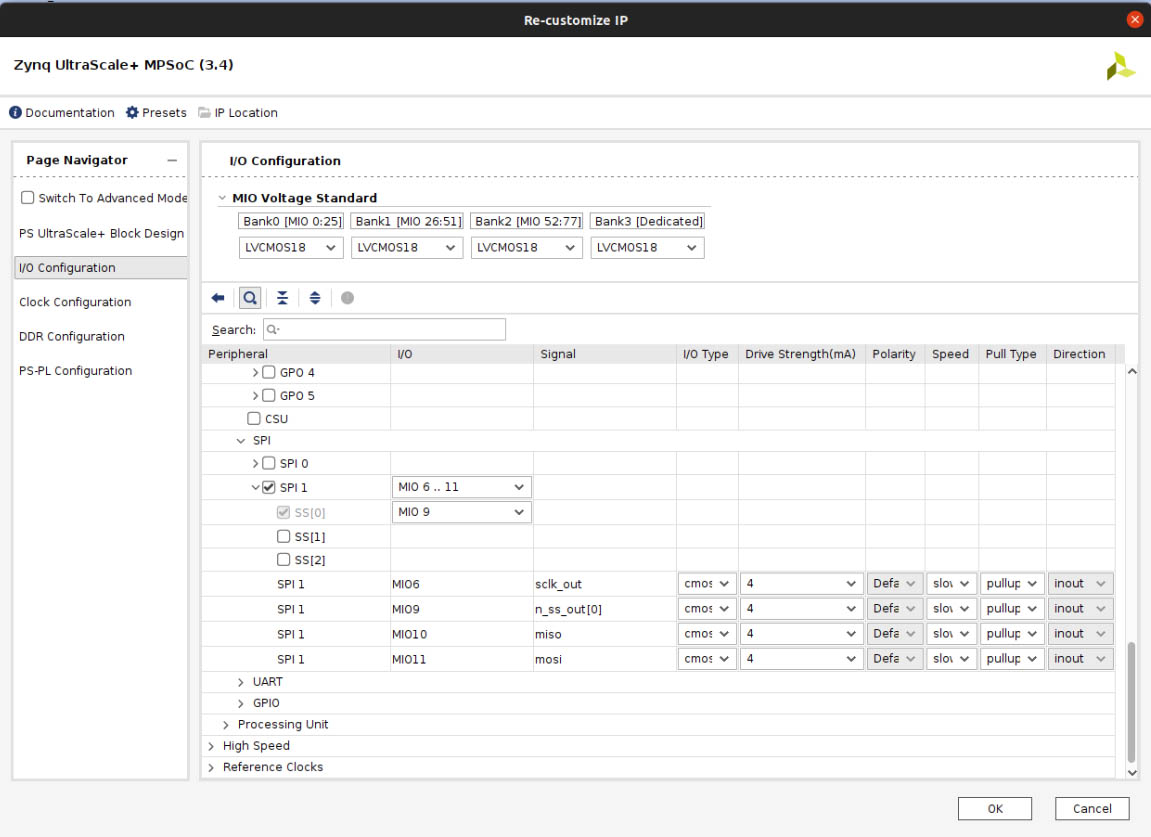 Re-customize IP
Zynq UltraScale+ MPSoC (3.4)
Documentation Presets IP Location
Page Navigator
Switch To Advanced Mode
PS UltraScale+ Block Design
I/O Configuration
Clock Configuration
DDR Configuration
PS-PL Configuration
I/O Configuration
MIO Voltage Standard
Bank0 [MIO 0:25] Bank1 [MIO 26:51] Bank2 [MIO 52:77] Bank3 [Dedicated]
LVCMOS18 LVCMOS18 LVCMOS18 LVCMOS18
Search:
Peripheral I/O Signal I/O Type Drive Strength(mA) Polarity Speed Pull Type Direction
GPO 4
GPO 5
CSU
SPI
SPI 0
SPI 1 MIO 6 .. 11
SS[0] MIO 9
SS[1]
SS[2]
SPI 1 MIO6 sclk_out cmos 4 Defa slov pullup inout
SPI 1 MIO9 n_ss_out[0] cmos 4 Defa slov pullup inout
SPI 1 MIO10 miso cmos 4 Defa slov pullup inout
SPI 1 MIO11 mosi cmos 4 Defa slov pullup inout
UART
GPIO
Processing Unit
High Speed
Reference Clocks
OK Cancel